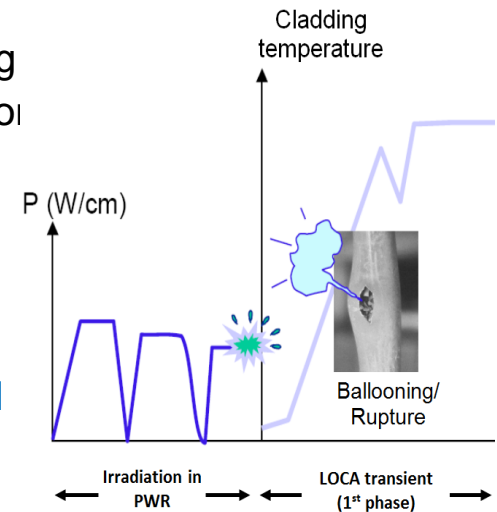 Cladding
temperature
P (W/cm)
Ballooning/
Rupture
Irradiation in
PWR
LOCA transient
(1st phase)